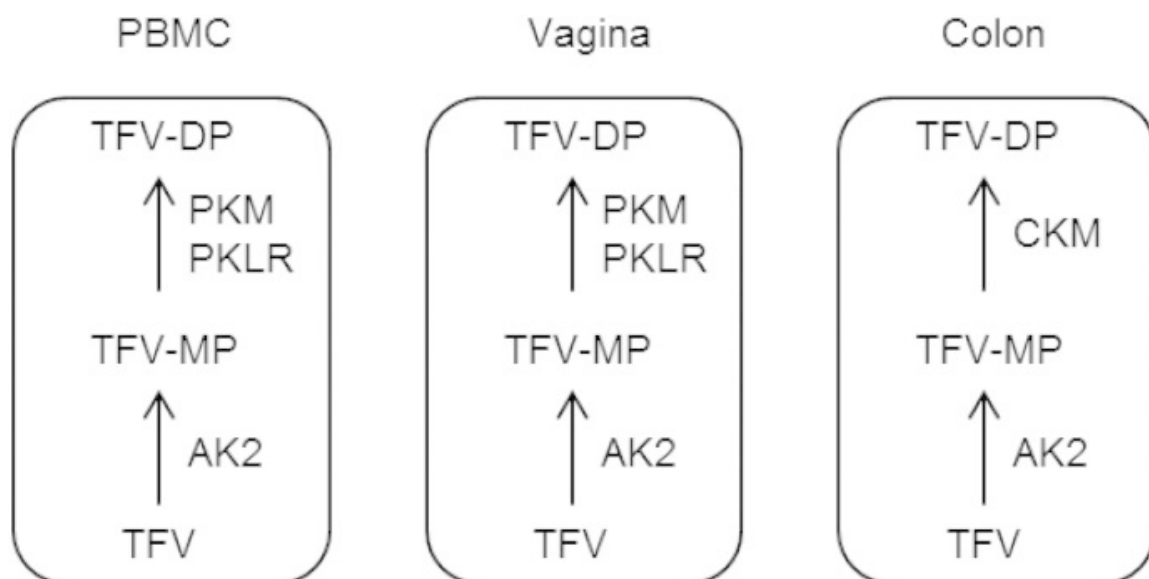 PBMC
TFV-DP
PKM
PKLR
TFV-MP
AK2
TFV
Vagina
TFV-DP
PKM
PKLR
TFV-MP
AK2
TFV
Colon
TFV-DP
CKM
TFV-MP
AK2
TFV